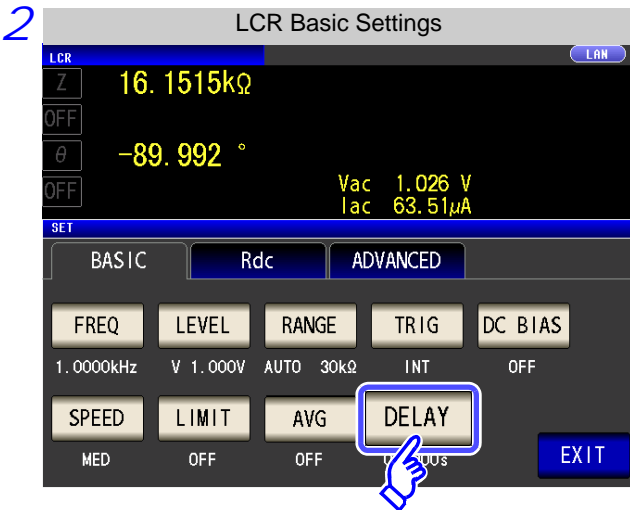 2
LCR Basic Settings
LCR LAN
Z 16.1515kΩ
OFF
θ -89.992 °
OFF
Vac 1.026 V
Iac 63.51μA
SET
BASIC Rdc ADVANCED
FREQ LEVEL RANGE TRIG DC BIAS
1.0000kHz V 1.000V AUTO 30kΩ INT OFF
SPEED LIMIT AVG DELAY
MED OFF OFF
EXIT